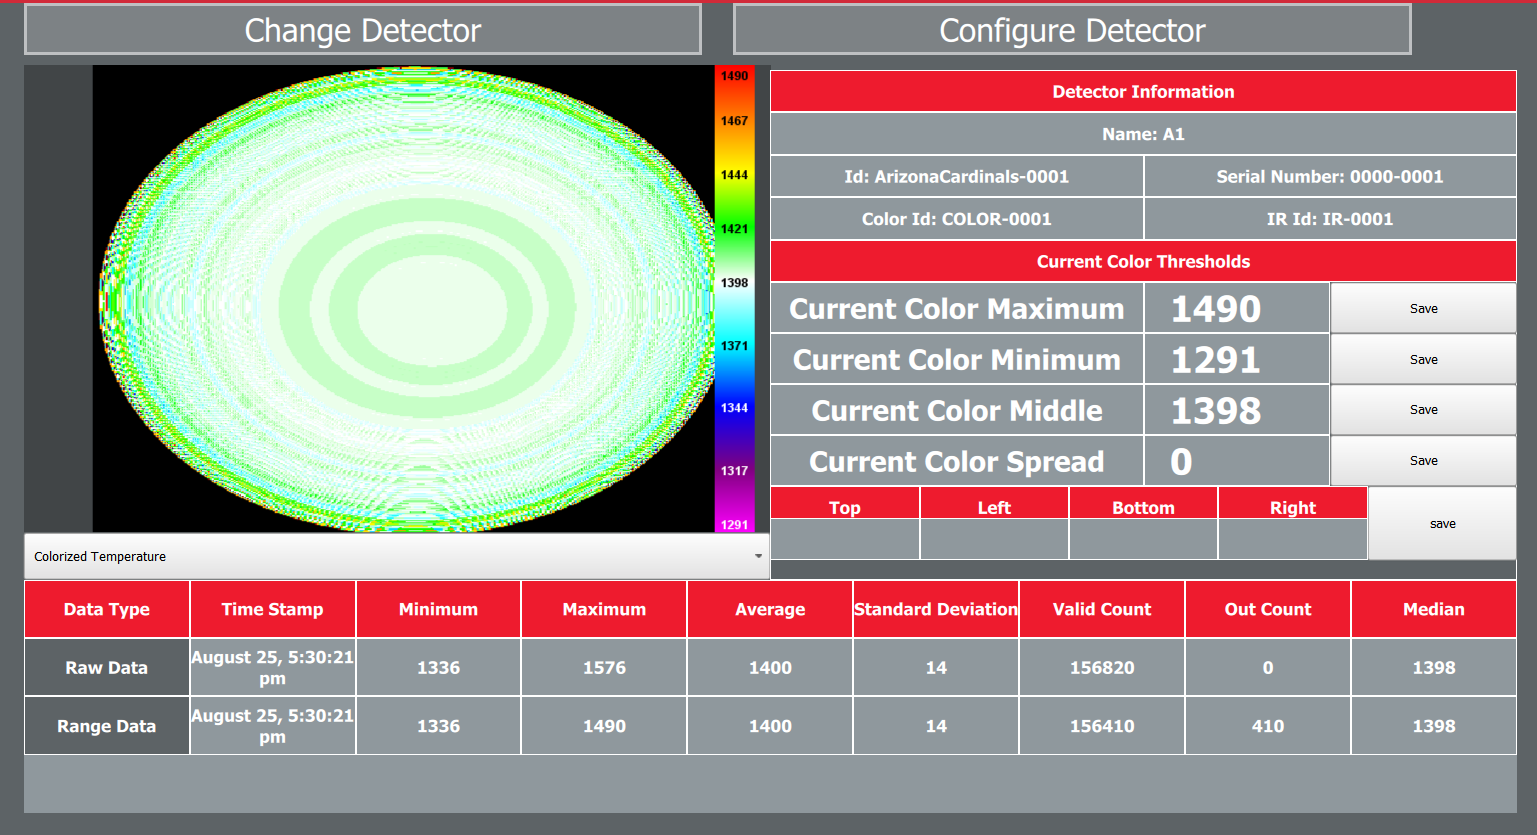 Change Detector
Configure Detector
1490
1467
1444
1421
1398
1371
1344
1317
1291
Colorized Temperature
Detector Information
Name: A1
Id: ArizonaCardinals-0001
Serial Number: 0000-0001
Color Id: COLOR-0001
IR Id: IR-0001
Current Color Thresholds
Current Color Maximum 1490 Save
Current Color Minimum 1291 Save
Current Color Middle 1398 Save
Current Color Spread 0 Save
Top Left Bottom Right save
Data Type Time Stamp Minimum Maximum Average Standard Deviation Valid Count Out Count Median
Raw Data August 25, 5:30:21 pm 1336 1576 1400 14 156820 0 1398
Range Data August 25, 5:30:21 pm 1336 1490 1400 14 156410 410 1398